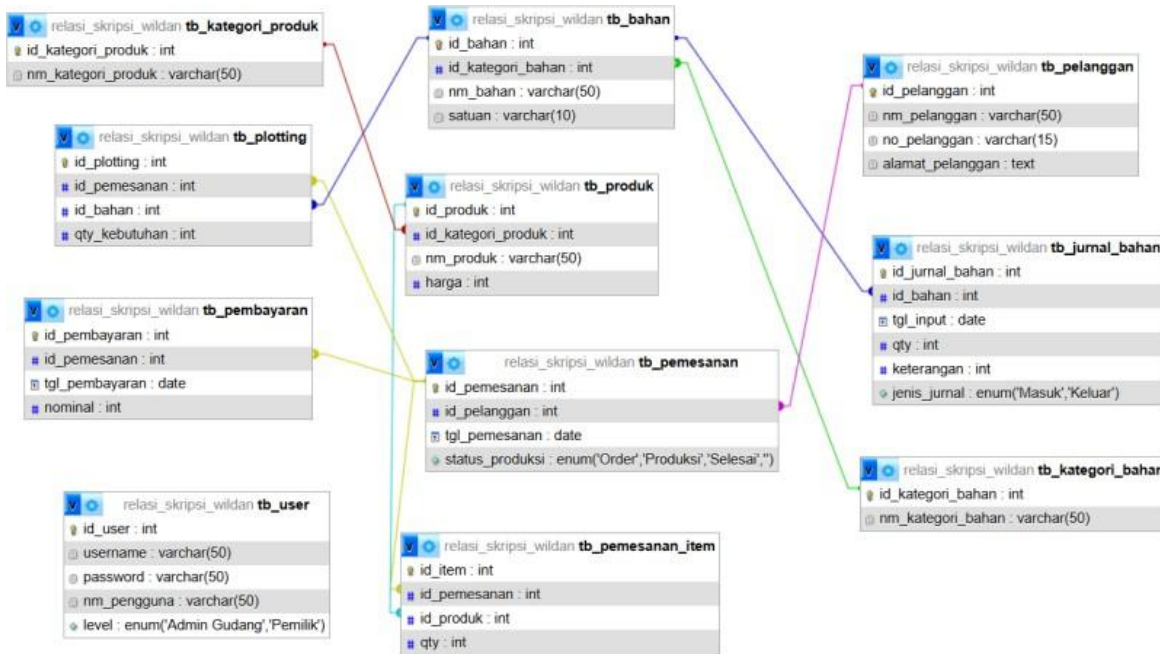 relasi_skripsi_wildan tb_kategori_produk
id_kategori_produk : int
nm_kategori_produk : varchar(50)
relasi_skripsi_wildan tb_bahan
id_bahan : int
id_kategori_bahan : int
nm_bahan : varchar(50)
satuan : varchar(10)
relasi_skripsi_wildan tb_pelanggan
id_pelanggan : int
nm_pelanggan : varchar(50)
no_pelanggan : varchar(15)
alamat_pelanggan : text
relasi_skripsi_wildan tb_plotting
id_plotting : int
id_pemesanan : int
id_bahan : int
qty_kebutuhan : int
relasi_skripsi_wildan tb_produk
id_produk : int
id_kategori_produk : int
nm_produk : varchar(50)
harga : int
relasi_skripsi_wildan tb_jurnal_bahan
id_jurnal_bahan : int
id_bahan : int
tgl_input : date
qty : int
keterangan : int
jenis_jurnal : enum('Masuk','Keluar')
relasi_skripsi_wildan tb_pembayaran
id_pembayaran : int
id_pemesanan : int
tgl_pembayaran : date
nominal : int
relasi_skripsi_wildan tb_pemesanan
id_pemesanan : int
id_pelanggan : int
tgl_pemesanan : date
status_produksi : enum('Order','Produksi','Selesai','')
relasi_skripsi_wildan tb_kategori_bahan
id_kategori_bahan : int
nm_kategori_bahan : varchar(50)
relasi_skripsi_wildan tb_user
id_user : int
username : varchar(50)
password : varchar(50)
nm_pengguna : varchar(50)
level : enum('Admin Gudang','Pemilik')
relasi_skripsi_wildan tb_pemesanan_item
id_item : int
id_pemesanan : int
id_produk : int
qty : int